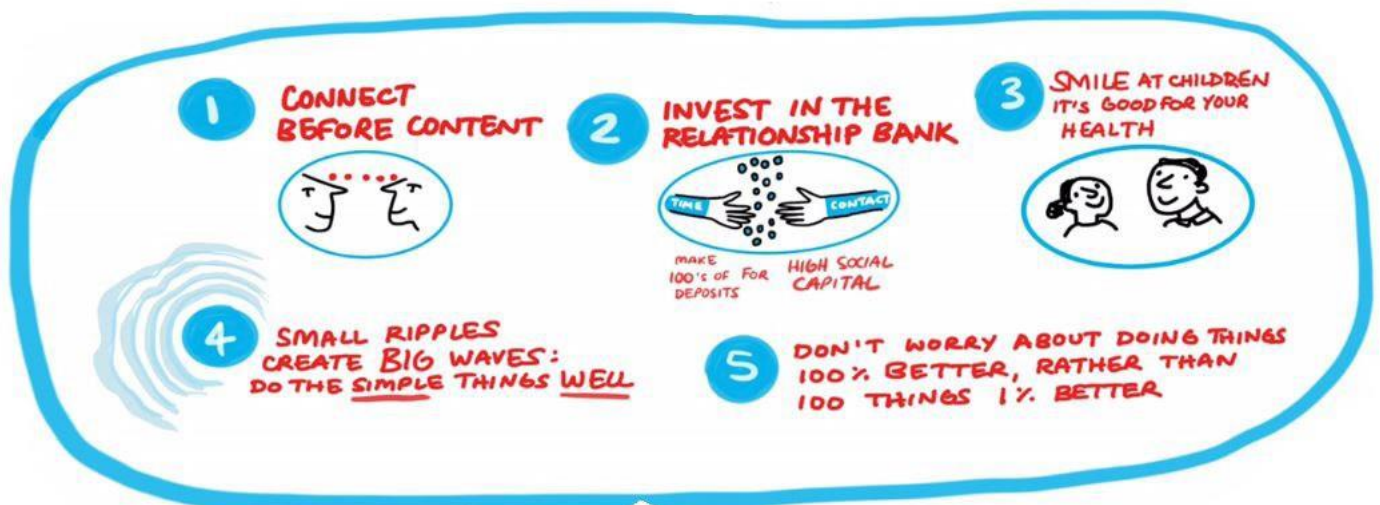 1
CONNECT
BEFORE CONTENT
2
INVEST IN THE
RELATIONSHIP BANK
TIME
CONTACT
MAKE
100'S OF FOR
DEPOSITS
HIGH SOCIAL
CAPITAL
3
SMILE AT CHILDREN
IT'S GOOD FOR YOUR
HEALTH
4
SMALL RIPPLES
CREATE BIG WAVES:
DO THE SIMPLE THINGS WELL
5
DON'T WORRY ABOUT DOING THINGS
100% BETTER, RATHER THAN
100 THINGS 1% BETTER